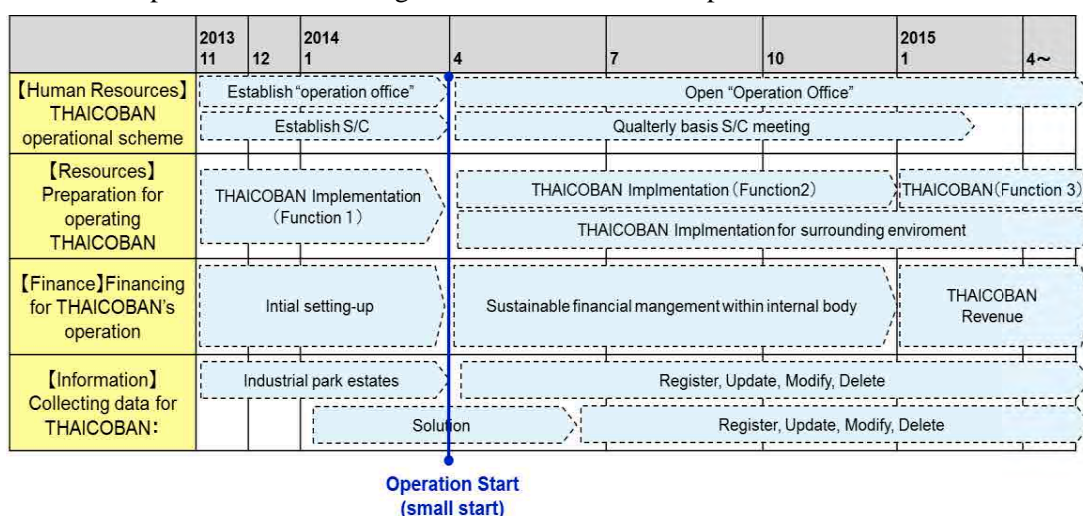 2013 2014 2015
11 12 1 4 7 10 1 4～
【Human Resources】
THAICOBAN
operational scheme
Establish "operation office"
Open "Operation Office"
Establish S/C
Qualterly basis S/C meeting
【Resources】
Preparation for
operating
THAICOBAN
THAICOBAN Implementation
(Function 1)
THAICOBAN Implmentation (Function2)
THAICOBAN(Function 3)
THAICOBAN Implmentation for surrounding enviroment
【Finance】Financing
for THAICOBAN's
operation
Intial setting-up
Sustainable financial mangement within internal body
THAICOBAN
Revenue
【Information】
Collecting data for
THAICOBAN：
Industrial park estates
Register, Update, Modify, Delete
Solution
Register, Update, Modify, Delete
Operation Start
(small start)